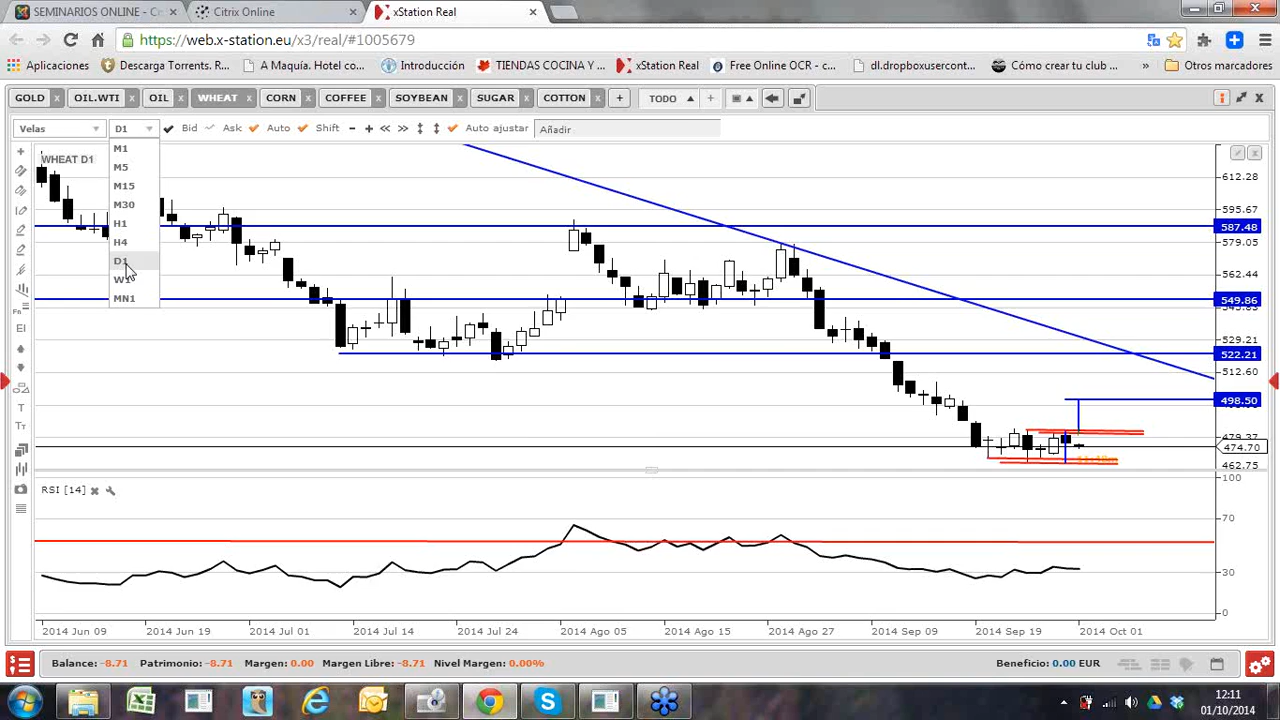 SEMINARIOS ONLINE - C
Citrix Online
xStation Real
https://web.x-station.eu/x3/real/#1005679
Aplicaciones
Descarga Torrents. R...
A Maquía. Hotel co...
Introducción
TIENDAS COCINA Y ...
xStation Real
Free Online OCR - c...
dl.dropboxusercont...
Cómo crear tu club ...
»
Otros marcadores
GOLD
OIL.WTI
OIL
WHEAT
CORN
COFFEE
SOYBEAN
SUGAR
COTTON
TODO
Velas
D1
Bid
Ask
Auto
Shift
Auto ajustar
Añadir
WHEAT D1
M1
M5
M15
M30
H1
H4
D1
W1
MN1
612.28
595.67
587.48
579.05
562.44
549.86
529.21
522.21
512.60
498.50
479.37
474.70
462.75
RSI [14]
100
70
30
0
2014 Jun 09
2014 Jun 19
2014 Jul 01
2014 Jul 14
2014 Jul 24
2014 Ago 05
2014 Ago 15
2014 Ago 27
2014 Sep 09
2014 Sep 19
2014 Oct 01
Balance: -8.71
Patrimonio: -8.71
Margen: 0.00
Margen Libre: -8.71
Nivel Margen: 0.00%
Beneficio: 0.00 EUR
12:11
01/10/2014